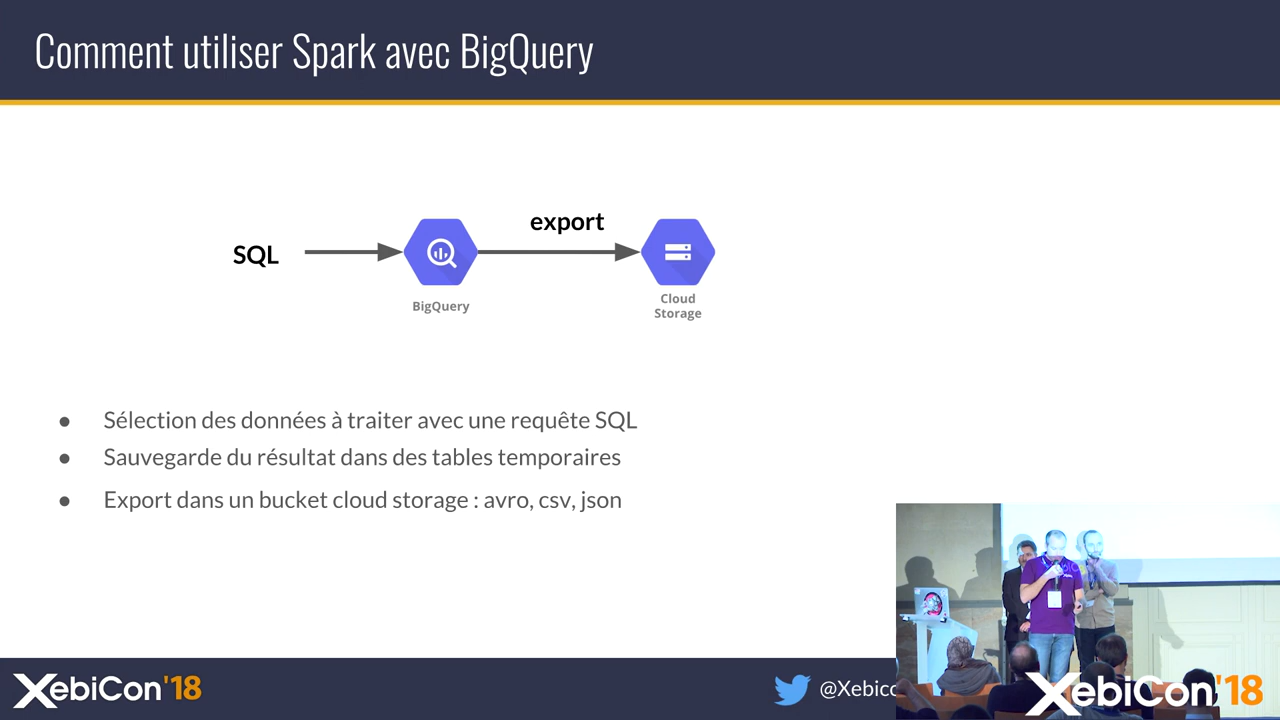 Comment utiliser Spark avec BigQuery
export
SQL
BigQuery
Cloud
Storage
● Sélection des données à traiter avec une requête SQL
● Sauvegarde du résultat dans des tables temporaires
● Export dans un bucket cloud storage : avro, csv, json
XebiCon'18
@Xebico
XebiCon'18